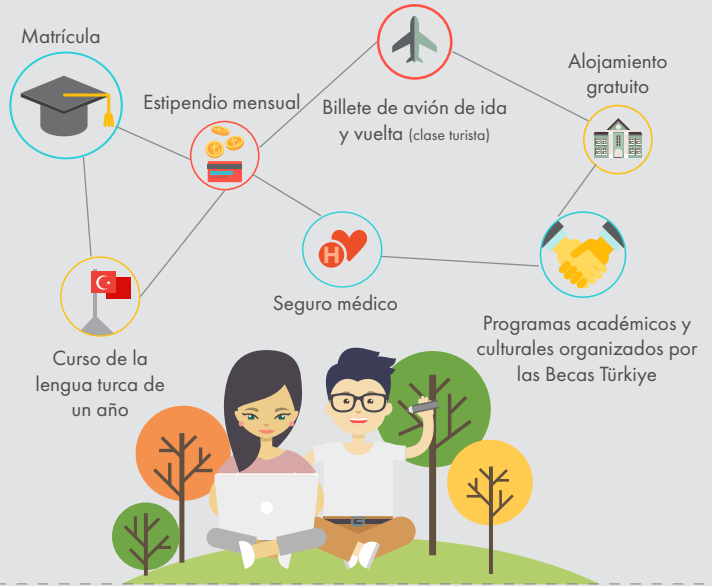 Matrícula
Estipendio mensual
Billete de avión de ida
y vuelta (clase turista)
Alojamiento
gratuito
H
Seguro médico
Programas académicos y
culturales organizados por
las Becas Türkiye
Curso de la
lengua turca de
un año